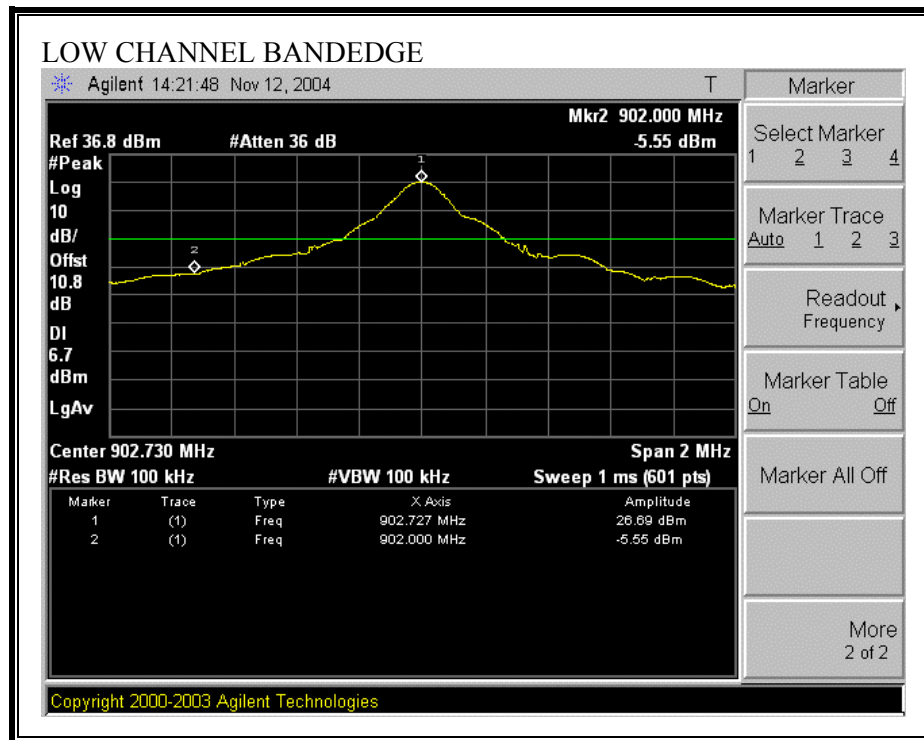 LOW CHANNEL BANDEDGE
Agilent 14:21:48 Nov 12, 2004 T
Mkr2 902.000 MHz
Ref 36.8 dBm #Atten 36 dB -5.55 dBm
#Peak
Log
10
dB/
Offst
10.8
dB
DI
6.7
dBm
LgAv
1
2
Center 902.730 MHz Span 2 MHz
#Res BW 100 kHz #VBW 100 kHz Sweep 1 ms (601 pts)
Marker Trace Type X Axis Amplitude
1 (1) Freq 902.727 MHz 26.69 dBm
2 (1) Freq 902.000 MHz -5.55 dBm
Marker
Select Marker
1 2 3 4
Marker Trace
Auto 1 2 3
Readout
Frequency
Marker Table
On Off
Marker All Off
More
2 of 2
Copyright 2000-2003 Agilent Technologies